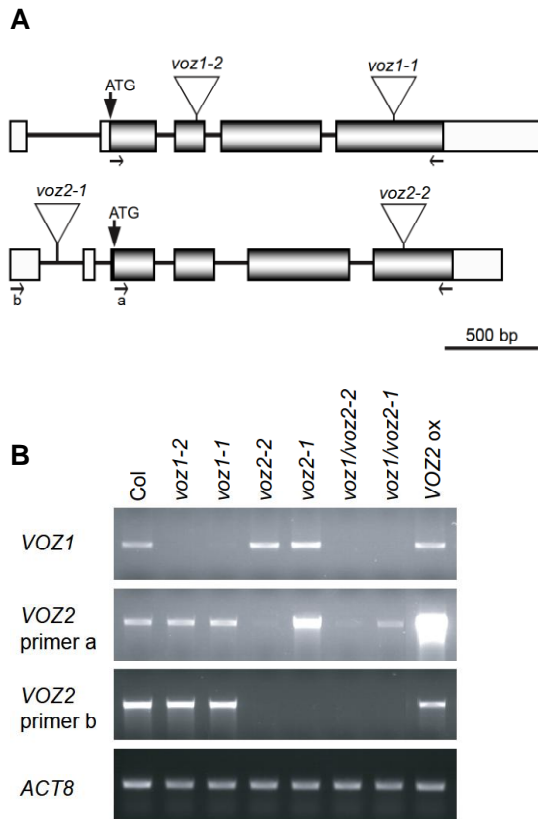 A
voz1-2
voz1-1
ATG
voz2-1
ATG
voz2-2
b
a
500 bp
B
Col
voz1-2
voz1-1
voz2-2
voz2-1
voz1/voz2-2
voz1/voz2-1
VOZ2 ox
VOZ1
VOZ2
primer a
VOZ2
primer b
ACT8